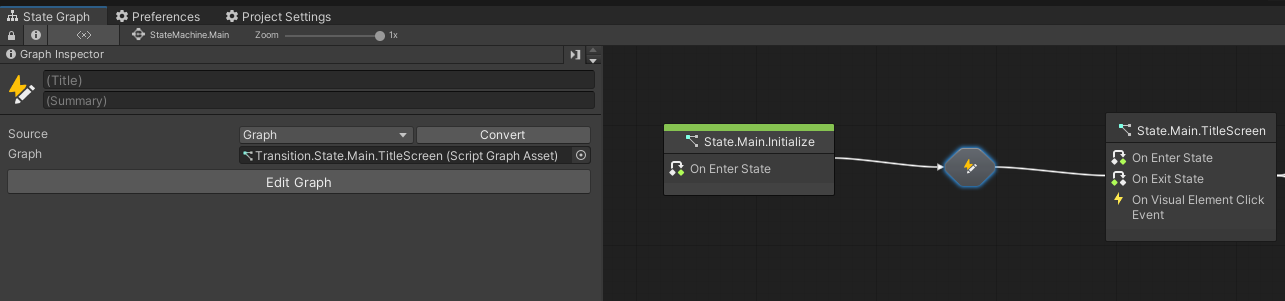 State Graph
Preferences
Project Settings
<x>
StateMachine.Main
Zoom
1x
Graph Inspector
(Title)
(Summary)
Source
Graph
Convert
Graph
Transition.State.Main.TitleScreen (Script Graph Asset)
Edit Graph
State.Main.Initialize
On Enter State
State.Main.TitleScreen
On Enter State
On Exit State
On Visual Element Click
Event